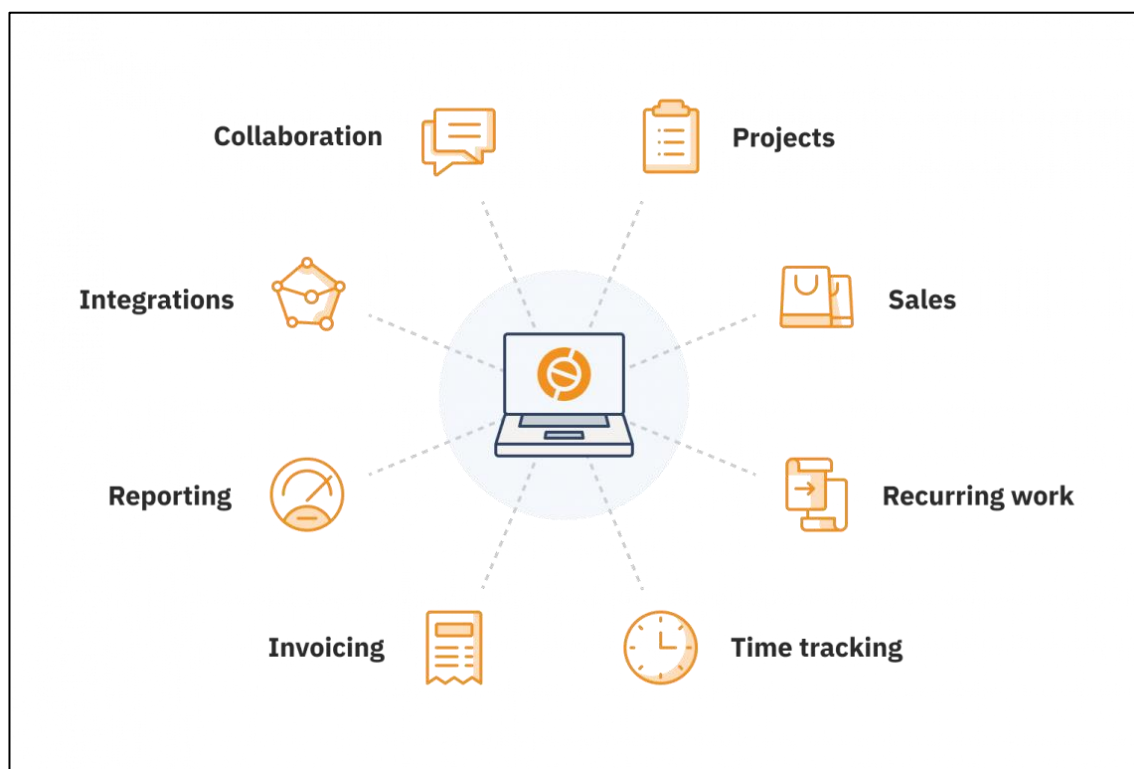 Collaboration
Projects
Integrations
Sales
Reporting
Recurring work
Invoicing
Time tracking